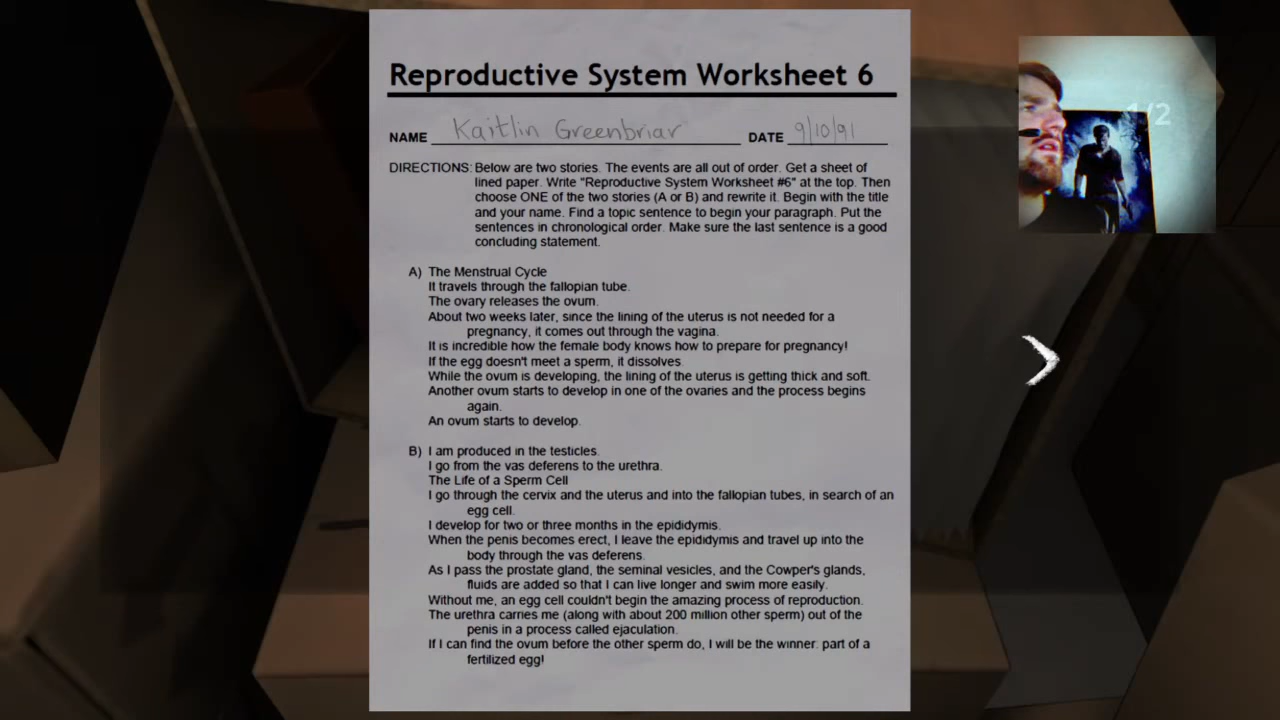 Reproductive System Worksheet 6
NAME Kaitlin Greenbriar DATE 9/10/91
DIRECTIONS: Below are two stories. The events are all out of order. Get a sheet of
lined paper. Write "Reproductive System Worksheet #6" at the top. Then
choose ONE of the two stories (A or B) and rewrite it. Begin with the title
and your name. Find a topic sentence to begin your paragraph. Put the
sentences in chronological order. Make sure the last sentence is a good
concluding statement.
A) The Menstrual Cycle
It travels through the fallopian tube.
The ovary releases the ovum.
About two weeks later, since the lining of the uterus is not needed for a
pregnancy, it comes out through the vagina.
It is incredible how the female body knows how to prepare for pregnancy!
If the egg doesn't meet a sperm, it dissolves.
While the ovum is developing, the lining of the uterus is getting thick and soft.
Another ovum starts to develop in one of the ovaries and the process begins
again.
An ovum starts to develop.
B) I am produced in the testicles.
I go from the vas deferens to the urethra.
The Life of a Sperm Cell
I go through the cervix and the uterus and into the fallopian tubes, in search of an
egg cell.
I develop for two or three months in the epididymis.
When the penis becomes erect, I leave the epididymis and travel up into the
body through the vas deferens.
As I pass the prostate gland, the seminal vesicles, and the Cowper's glands,
fluids are added so that I can live longer and swim more easily.
Without me, an egg cell couldn't begin the amazing process of reproduction.
The urethra carries me (along with about 200 million other sperm) out of the
penis in a process called ejaculation.
If I can find the ovum before the other sperm do, I will be the winner: part of a
fertilized egg!
1/2